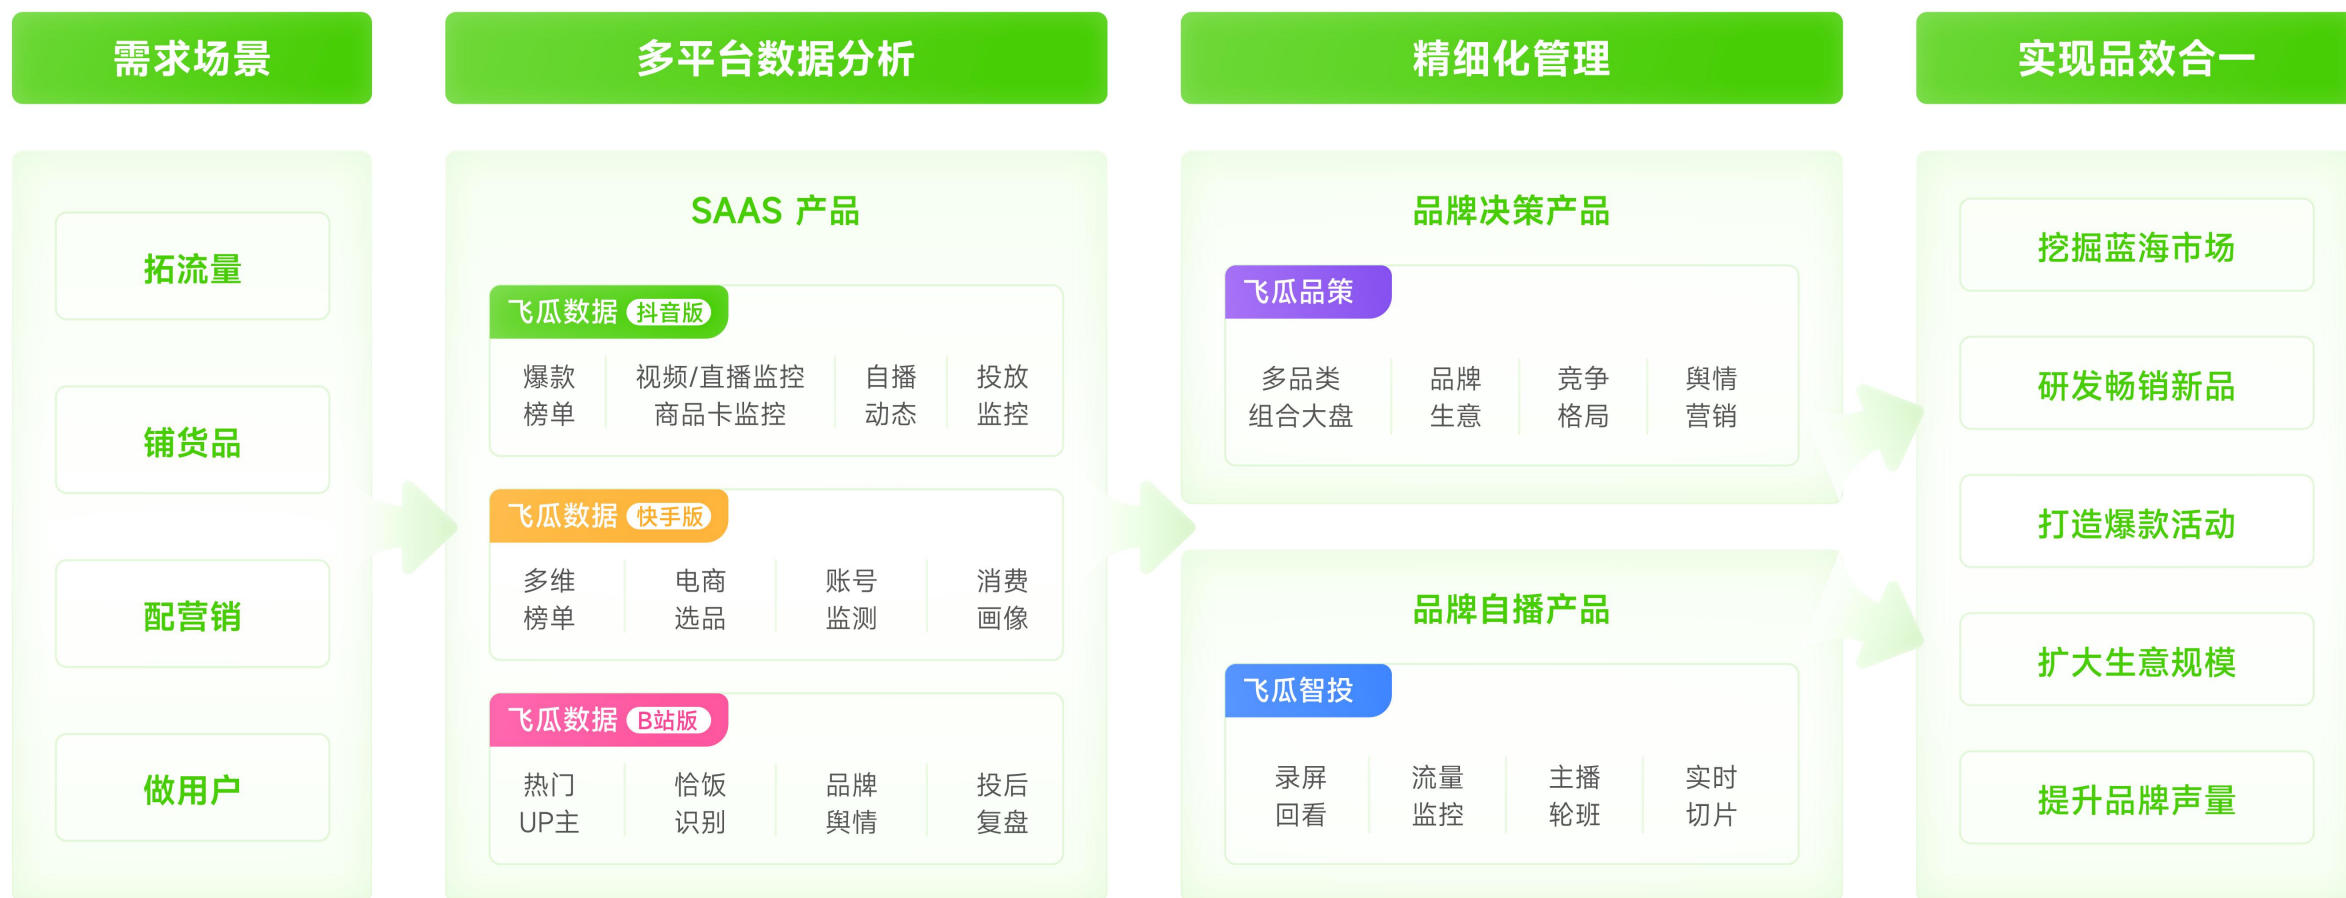 需求场景
多平台数据分析
精细化管理
实现品效合一
拓流量
铺货品
配营销
做用户
SAAS 产品
飞瓜数据 抖音版
爆款 视频/直播监控 自播 投放
榜单 商品卡监控 动态 监控
飞瓜数据 快手版
多维 电商 账号 消费
榜单 选品 监测 画像
飞瓜数据 B站版
热门 恰饭 品牌 投后
UP主 识别 舆情 复盘
品牌决策产品
飞瓜品策
多品类 品牌 竞争 舆情
组合大盘 生意 格局 营销
品牌自播产品
飞瓜智投
录屏 流量 主播 实时
回看 监控 轮班 切片
挖掘蓝海市场
研发畅销新品
打造爆款活动
扩大生意规模
提升品牌声量